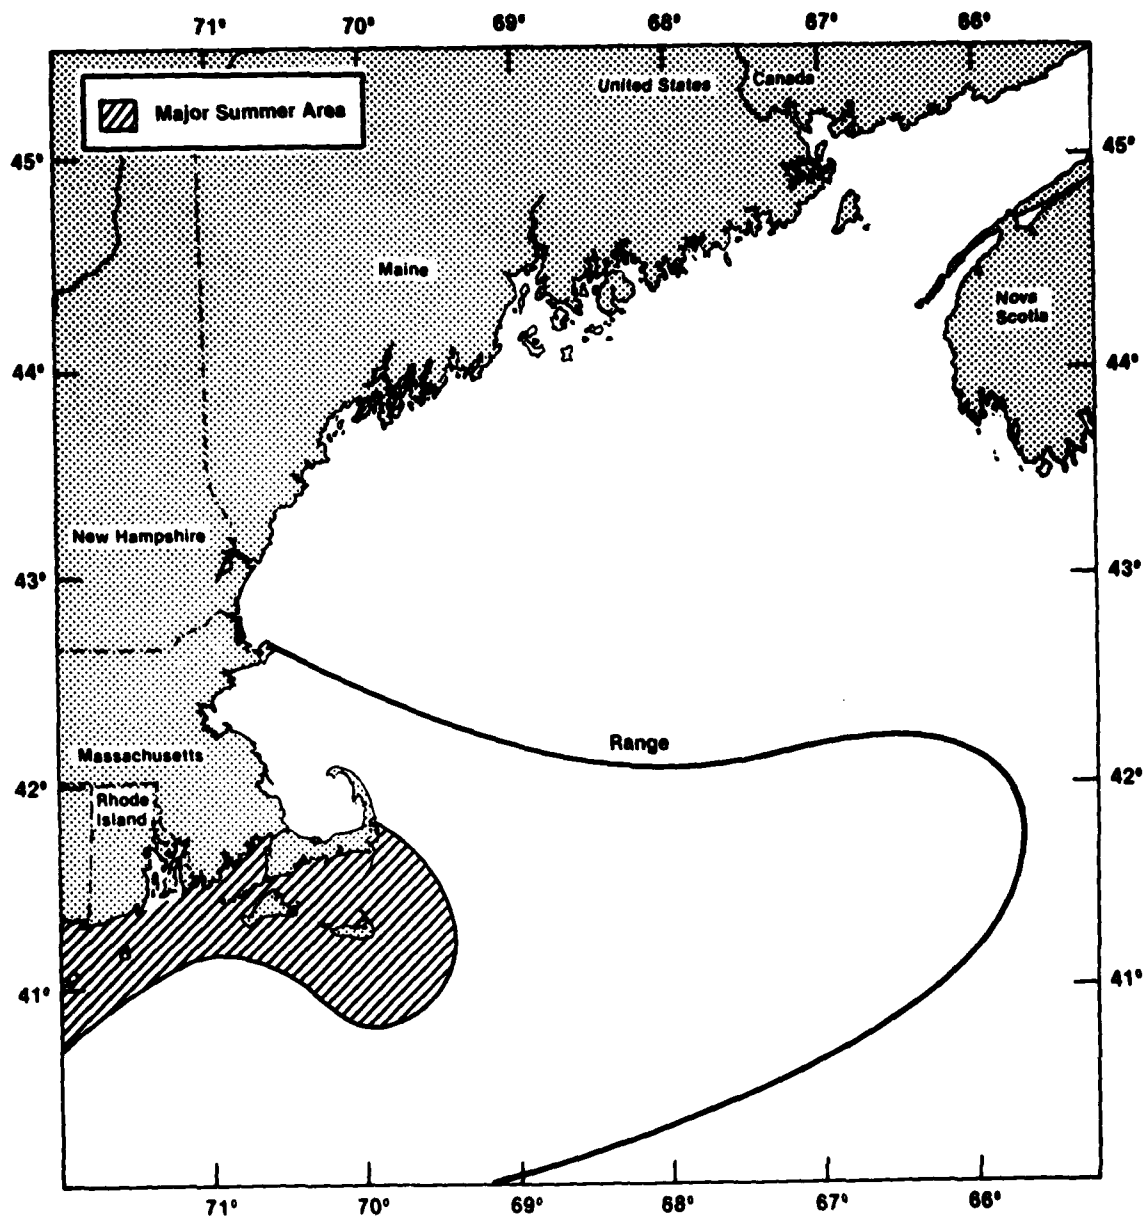 71° 70° 69° 68° 67° 66°
United States Canada
Major Summer Area
45° 45°
Maine
Nova
Scotia
44° 44°
New Hampshire
43° 43°
Range
Massachusetts
42° 42°
Rhode
Island
41° 41°
71° 70° 69° 68° 67° 66°